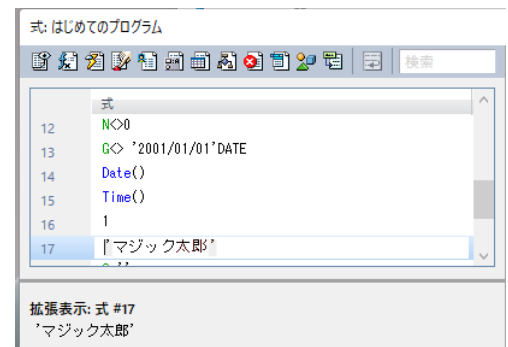 式: はじめてのプログラム
検索
式
12 N<>0
13 G<> '2001/01/01'DATE
14 Date()
15 Time()
16 1
17 'マジック太郎'
拡張表示: 式 #17
'マジック太郎'